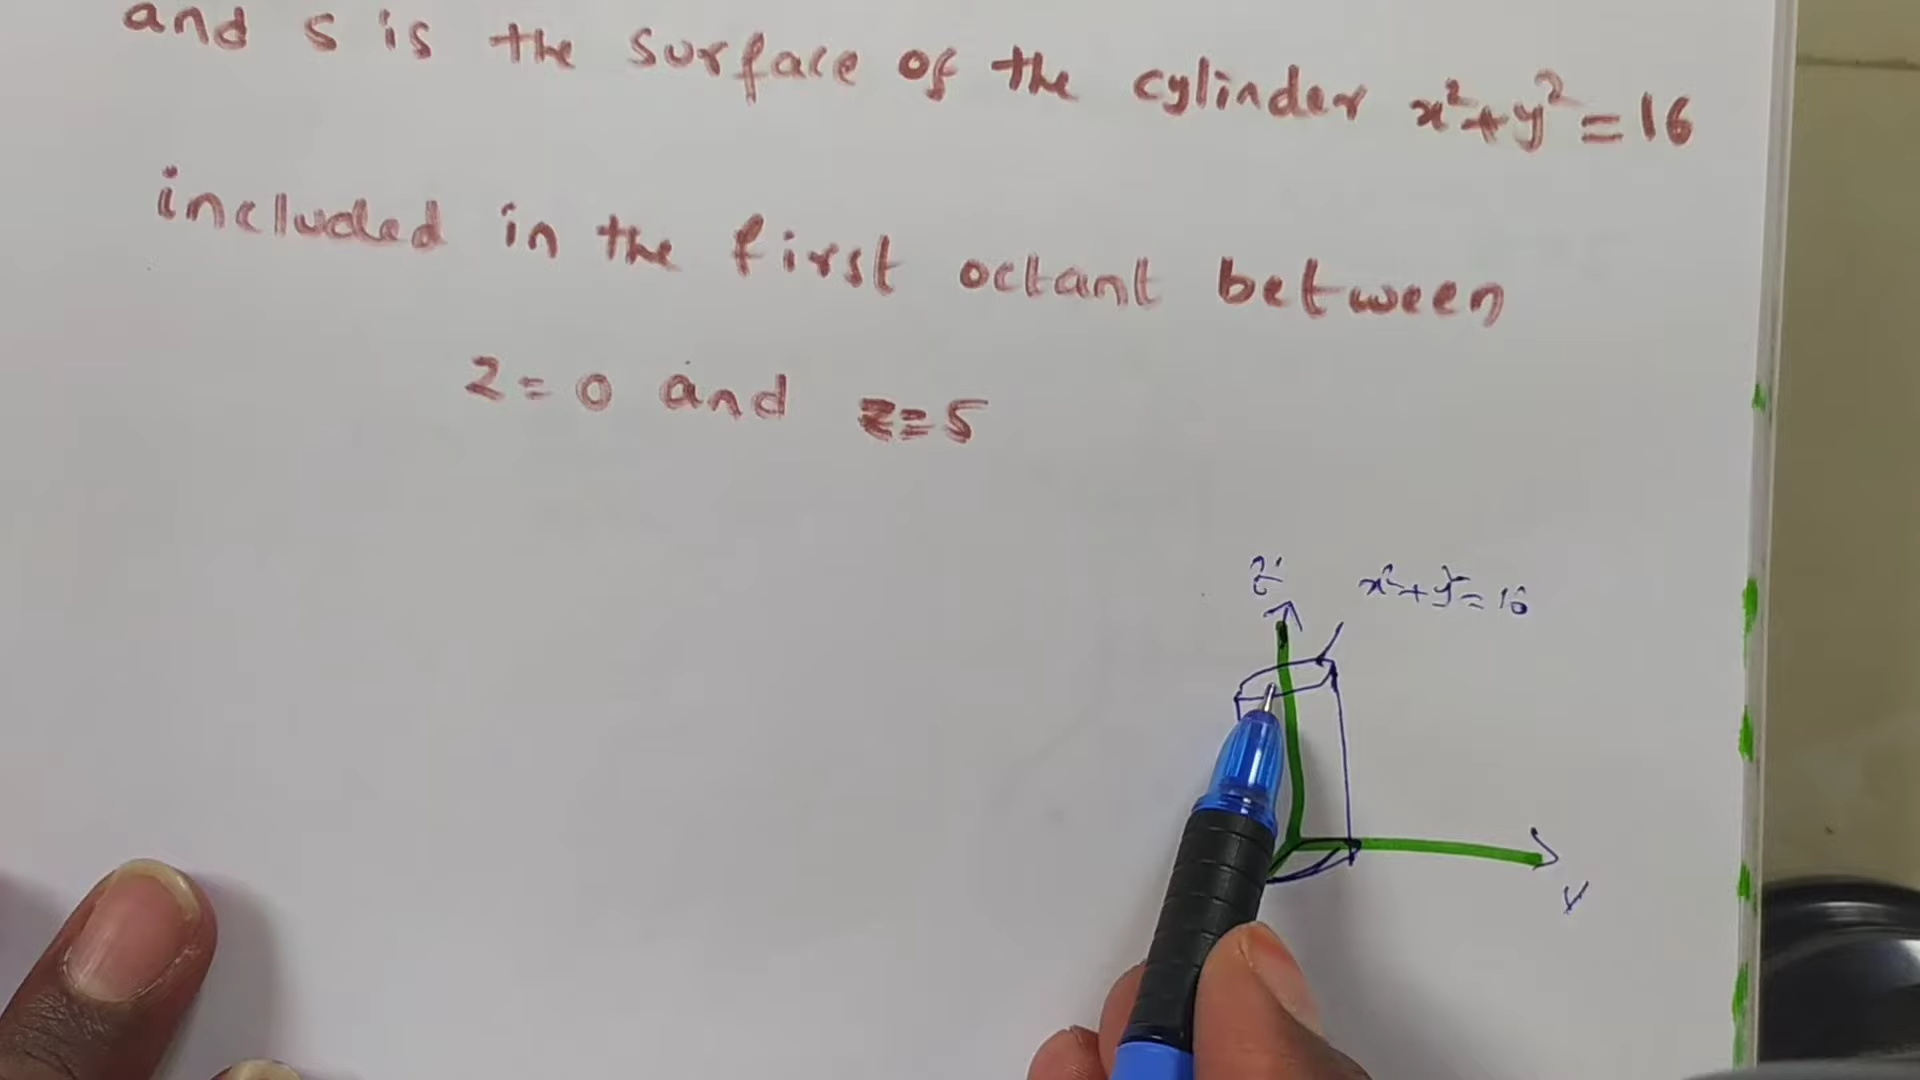 and s is the surface of the cylinder x²+y²=16
included in the first octant between
z=0 and z=5
z
x²+y²=16
y